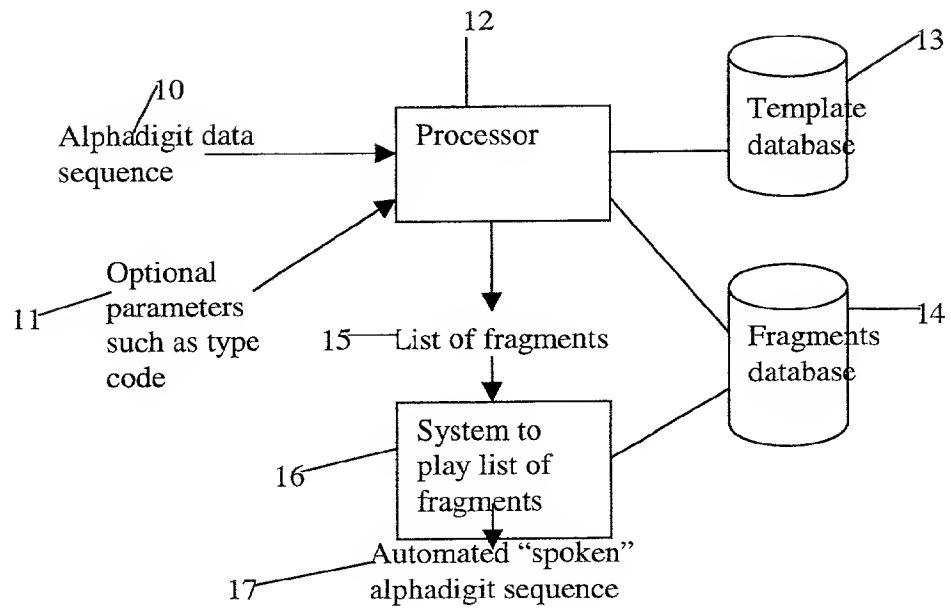 12
13
10
Template
database
Alphadigit data
sequence
Processor
Optional
parameters
such as type
code
11
14
Fragments
database
15
List of fragments
System to
play list of
fragments
16
Automated “spoken”
alphadigit sequence
17